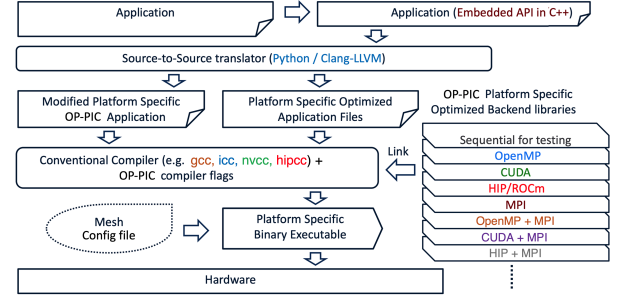 Application
Application (Embedded API in C++)
Source-to-Source translator (Python / Clang-LLVM)
Modified Platform Specific
OP-PIC Application
Platform Specific Optimized
Application Files
OP-PIC Platform Specific
Optimized Backend libraries
Conventional Compiler (e.g. gcc, icc, nvcc, hipcc) +
OP-PIC compiler flags
Link
Sequential for testing
OpenMP
CUDA
HIP/ROCm
MPI
OpenMP + MPI
CUDA + MPI
HIP + MPI
Mesh
Config file
Platform Specific
Binary Executable
Hardware